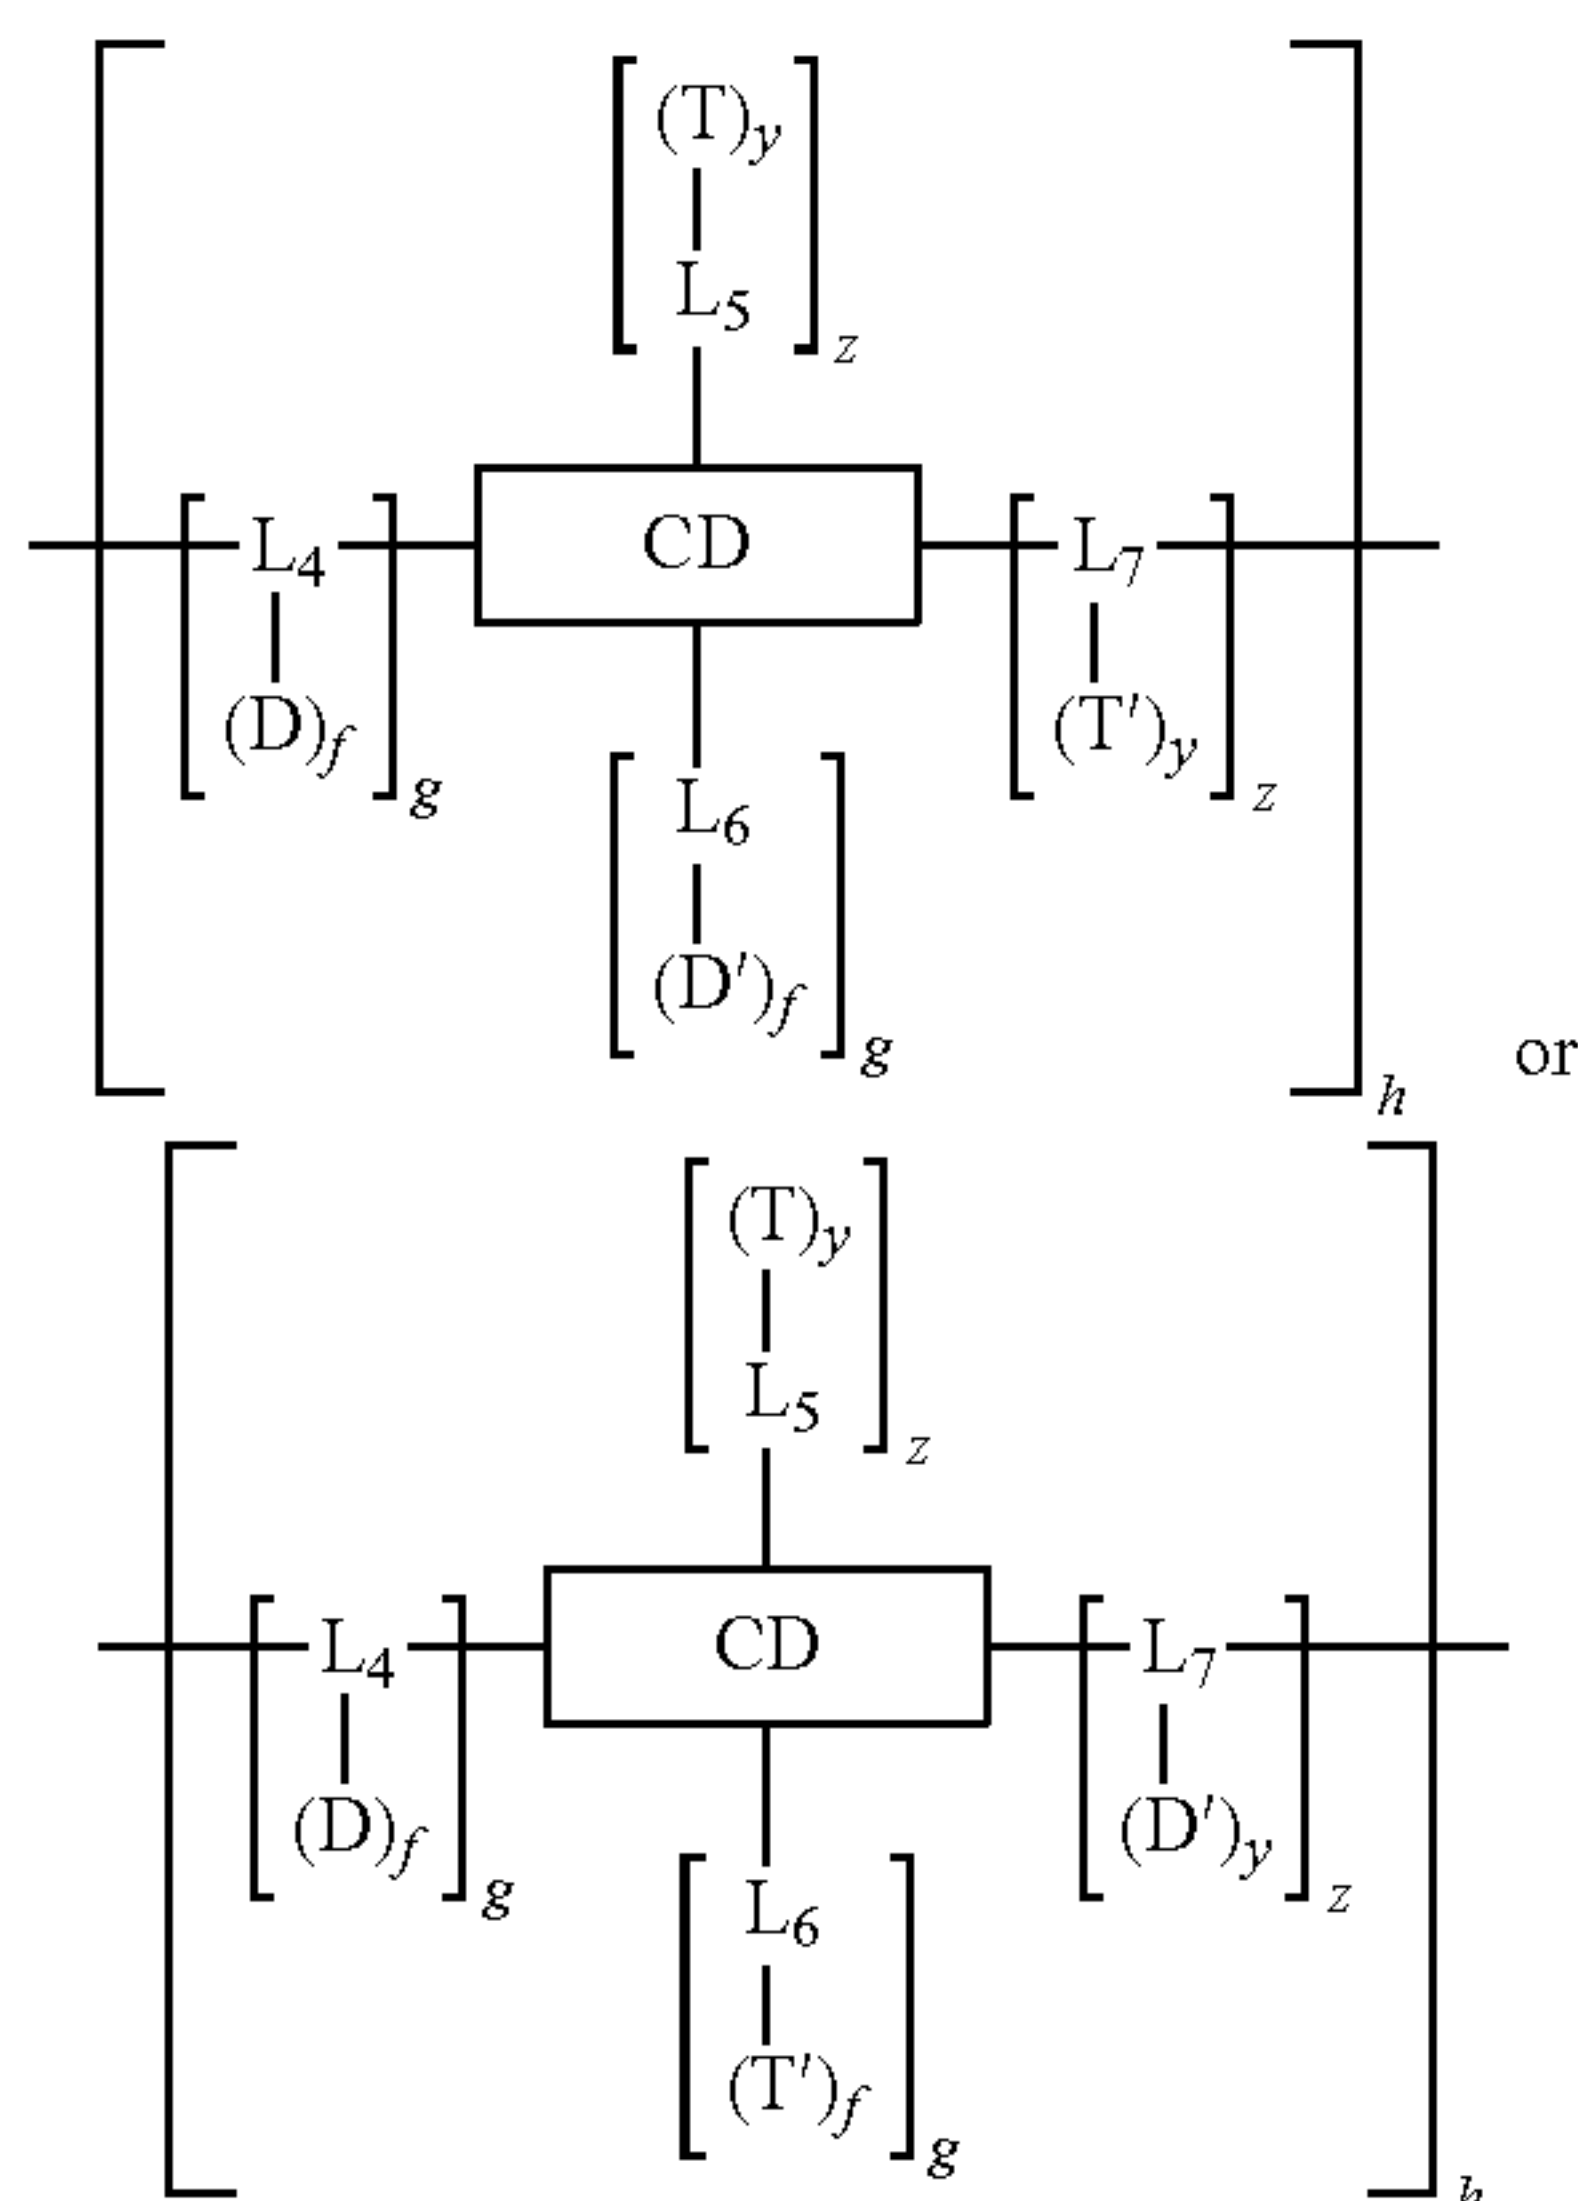 (T)y
L5
z
L4 CD L7
(D)f (T')y
g z
L6
(D')f
g or
h
(T)y
L5
z
L4 CD L7
(D)f (D')y
g z
L6
(T')f
g
h